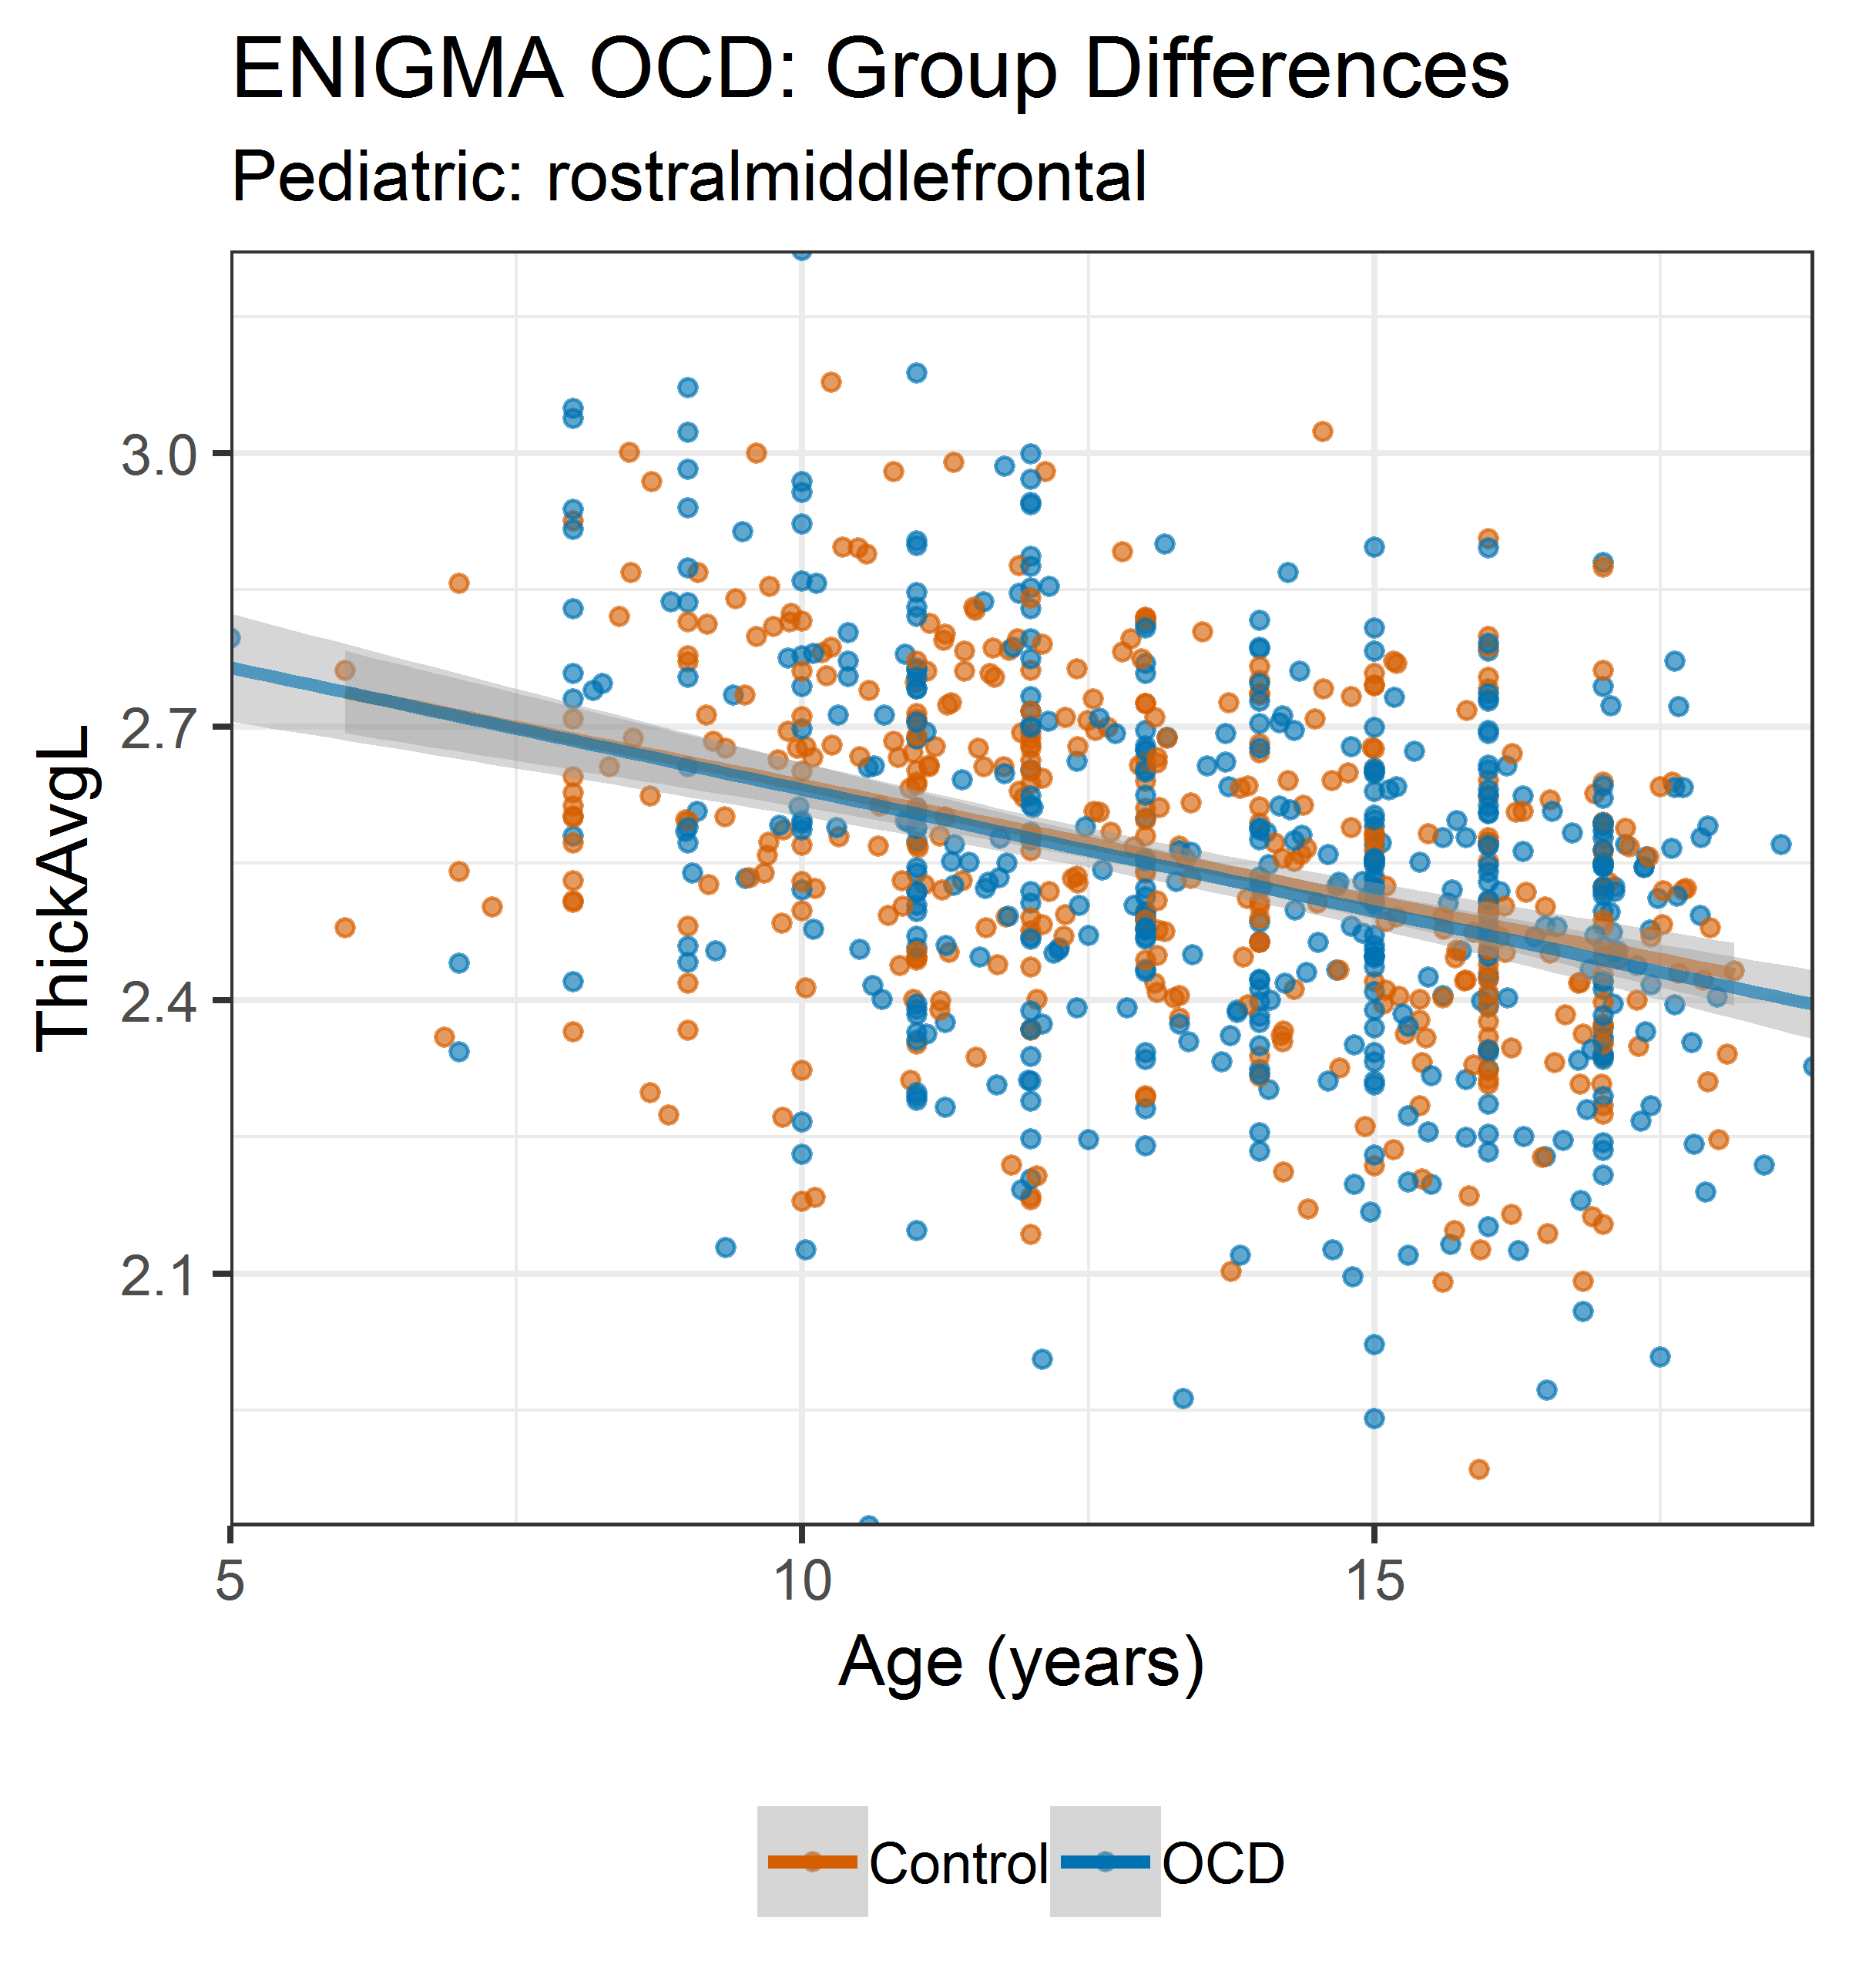 ENIGMA OCD: Group Differences
Pediatric: rostralmiddlefrontal
ThickAvgL
3.0
2.7
2.4
2.1
5 10 15
Age (years)
Control OCD